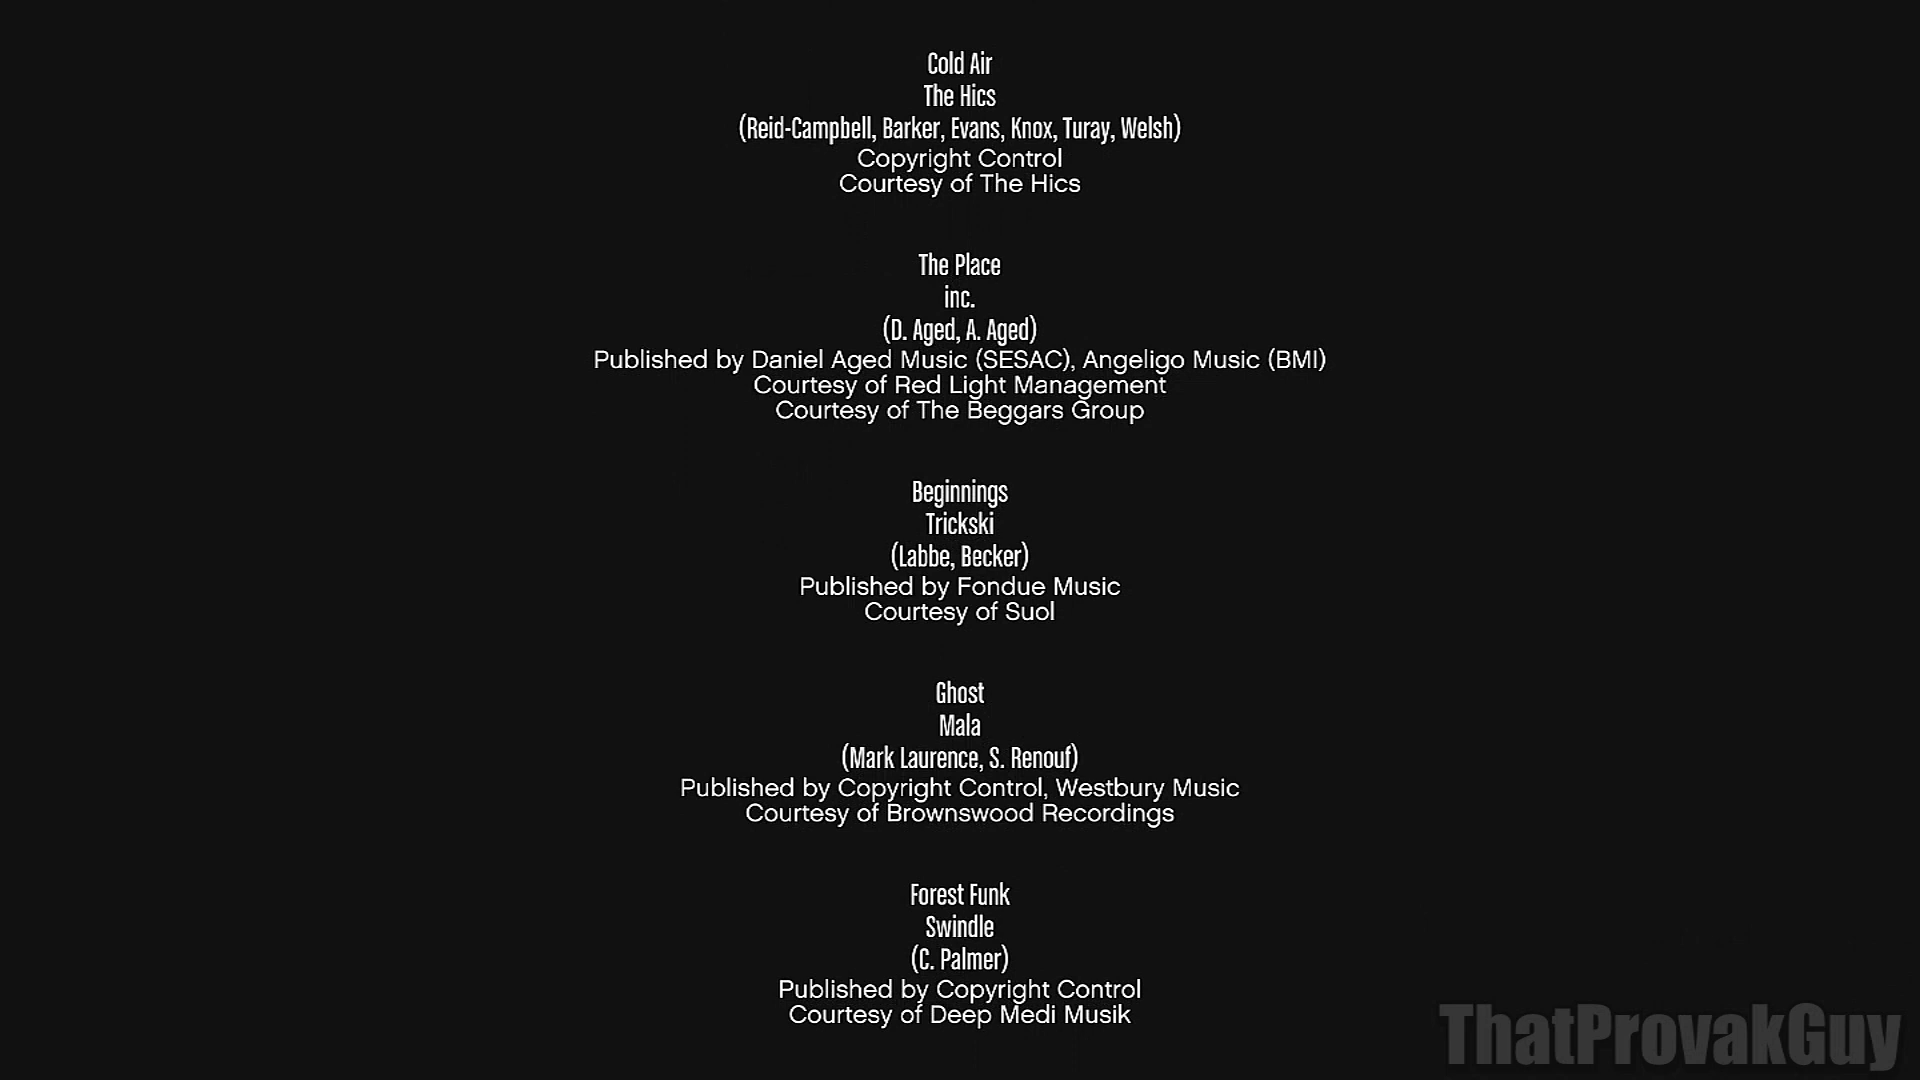 Cold Air
The Hics
(Reid-Campbell, Barker, Evans, Knox, Turay, Welsh)
Copyright Control
Courtesy of The Hics
The Place
inc.
(D. Aged, A. Aged)
Published by Daniel Aged Music (SESAC), Angeligo Music (BMI)
Courtesy of Red Light Management
Courtesy of The Beggars Group
Beginnings
Trickski
(Labbe, Becker)
Published by Fondue Music
Courtesy of Suol
Ghost
Mala
(Mark Laurence, S. Renouf)
Published by Copyright Control, Westbury Music
Courtesy of Brownswood Recordings
Forest Funk
Swindle
(C. Palmer)
Published by Copyright Control
Courtesy of Deep Medi Musik
ThatProvakGuy